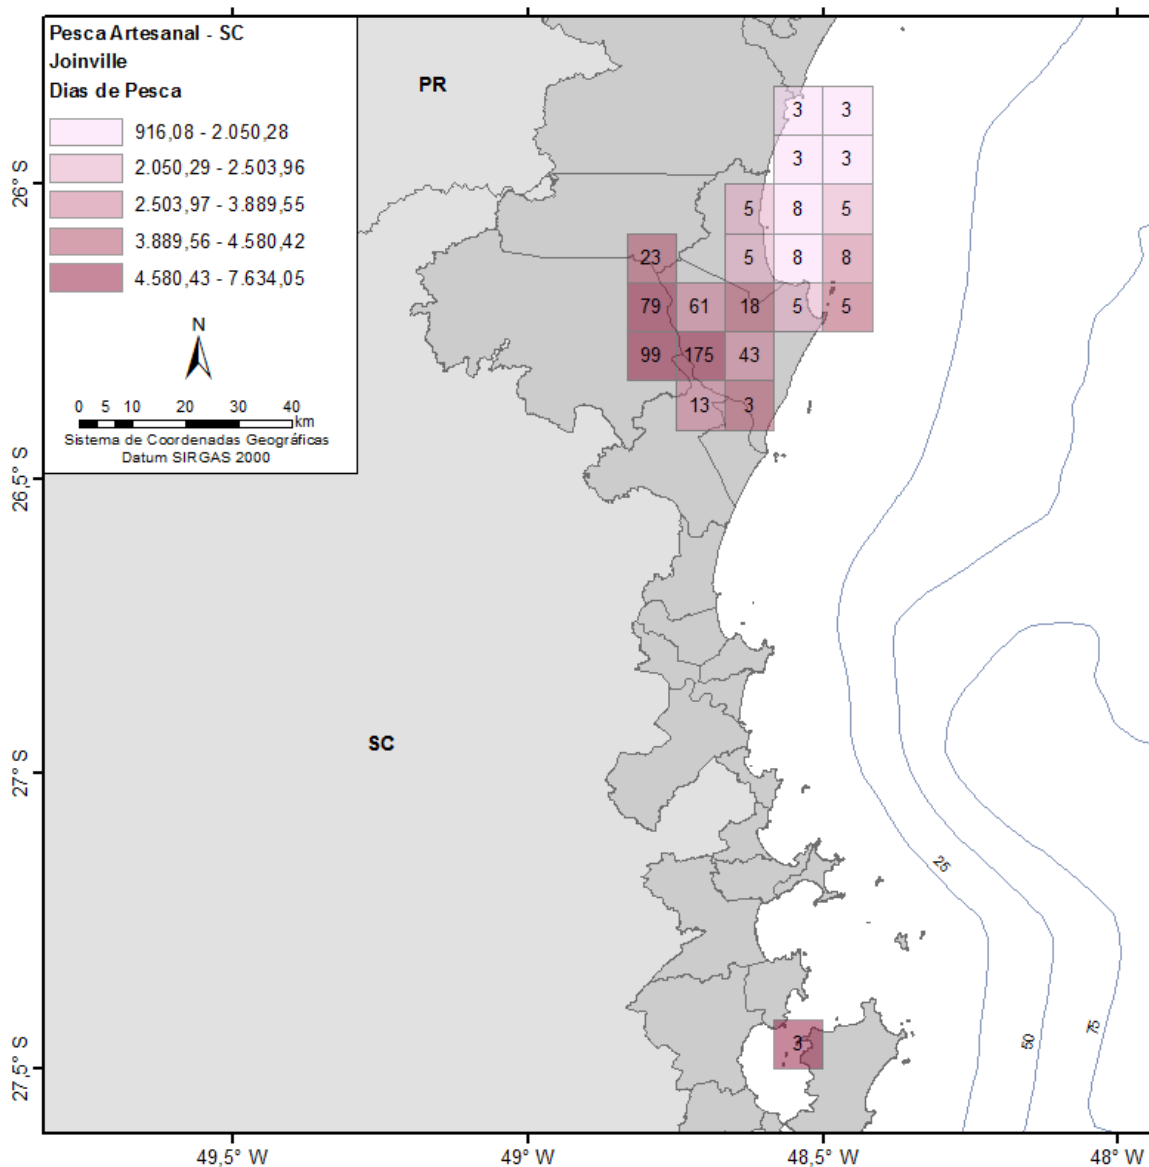 Pesca Artesanal - SC
Joinville
Dias de Pesca
916,08 - 2.050,28
2.050,29 - 2.503,96
2.503,97 - 3.889,55
3.889,56 - 4.580,42
4.580,43 - 7.634,05
N
0 5 10 20 30 40
km
Sistema de Coordenadas Geográficas
Datum SIRGAS 2000
PR
3 3
3 3
5 8 5
23 5 8 8
79 61 18 5 5
99 175 43
13 3
SC
25
50
75
3
26° S
26,5° S
27° S
27,5° S
49,5° W 49° W 48,5° W 48° W